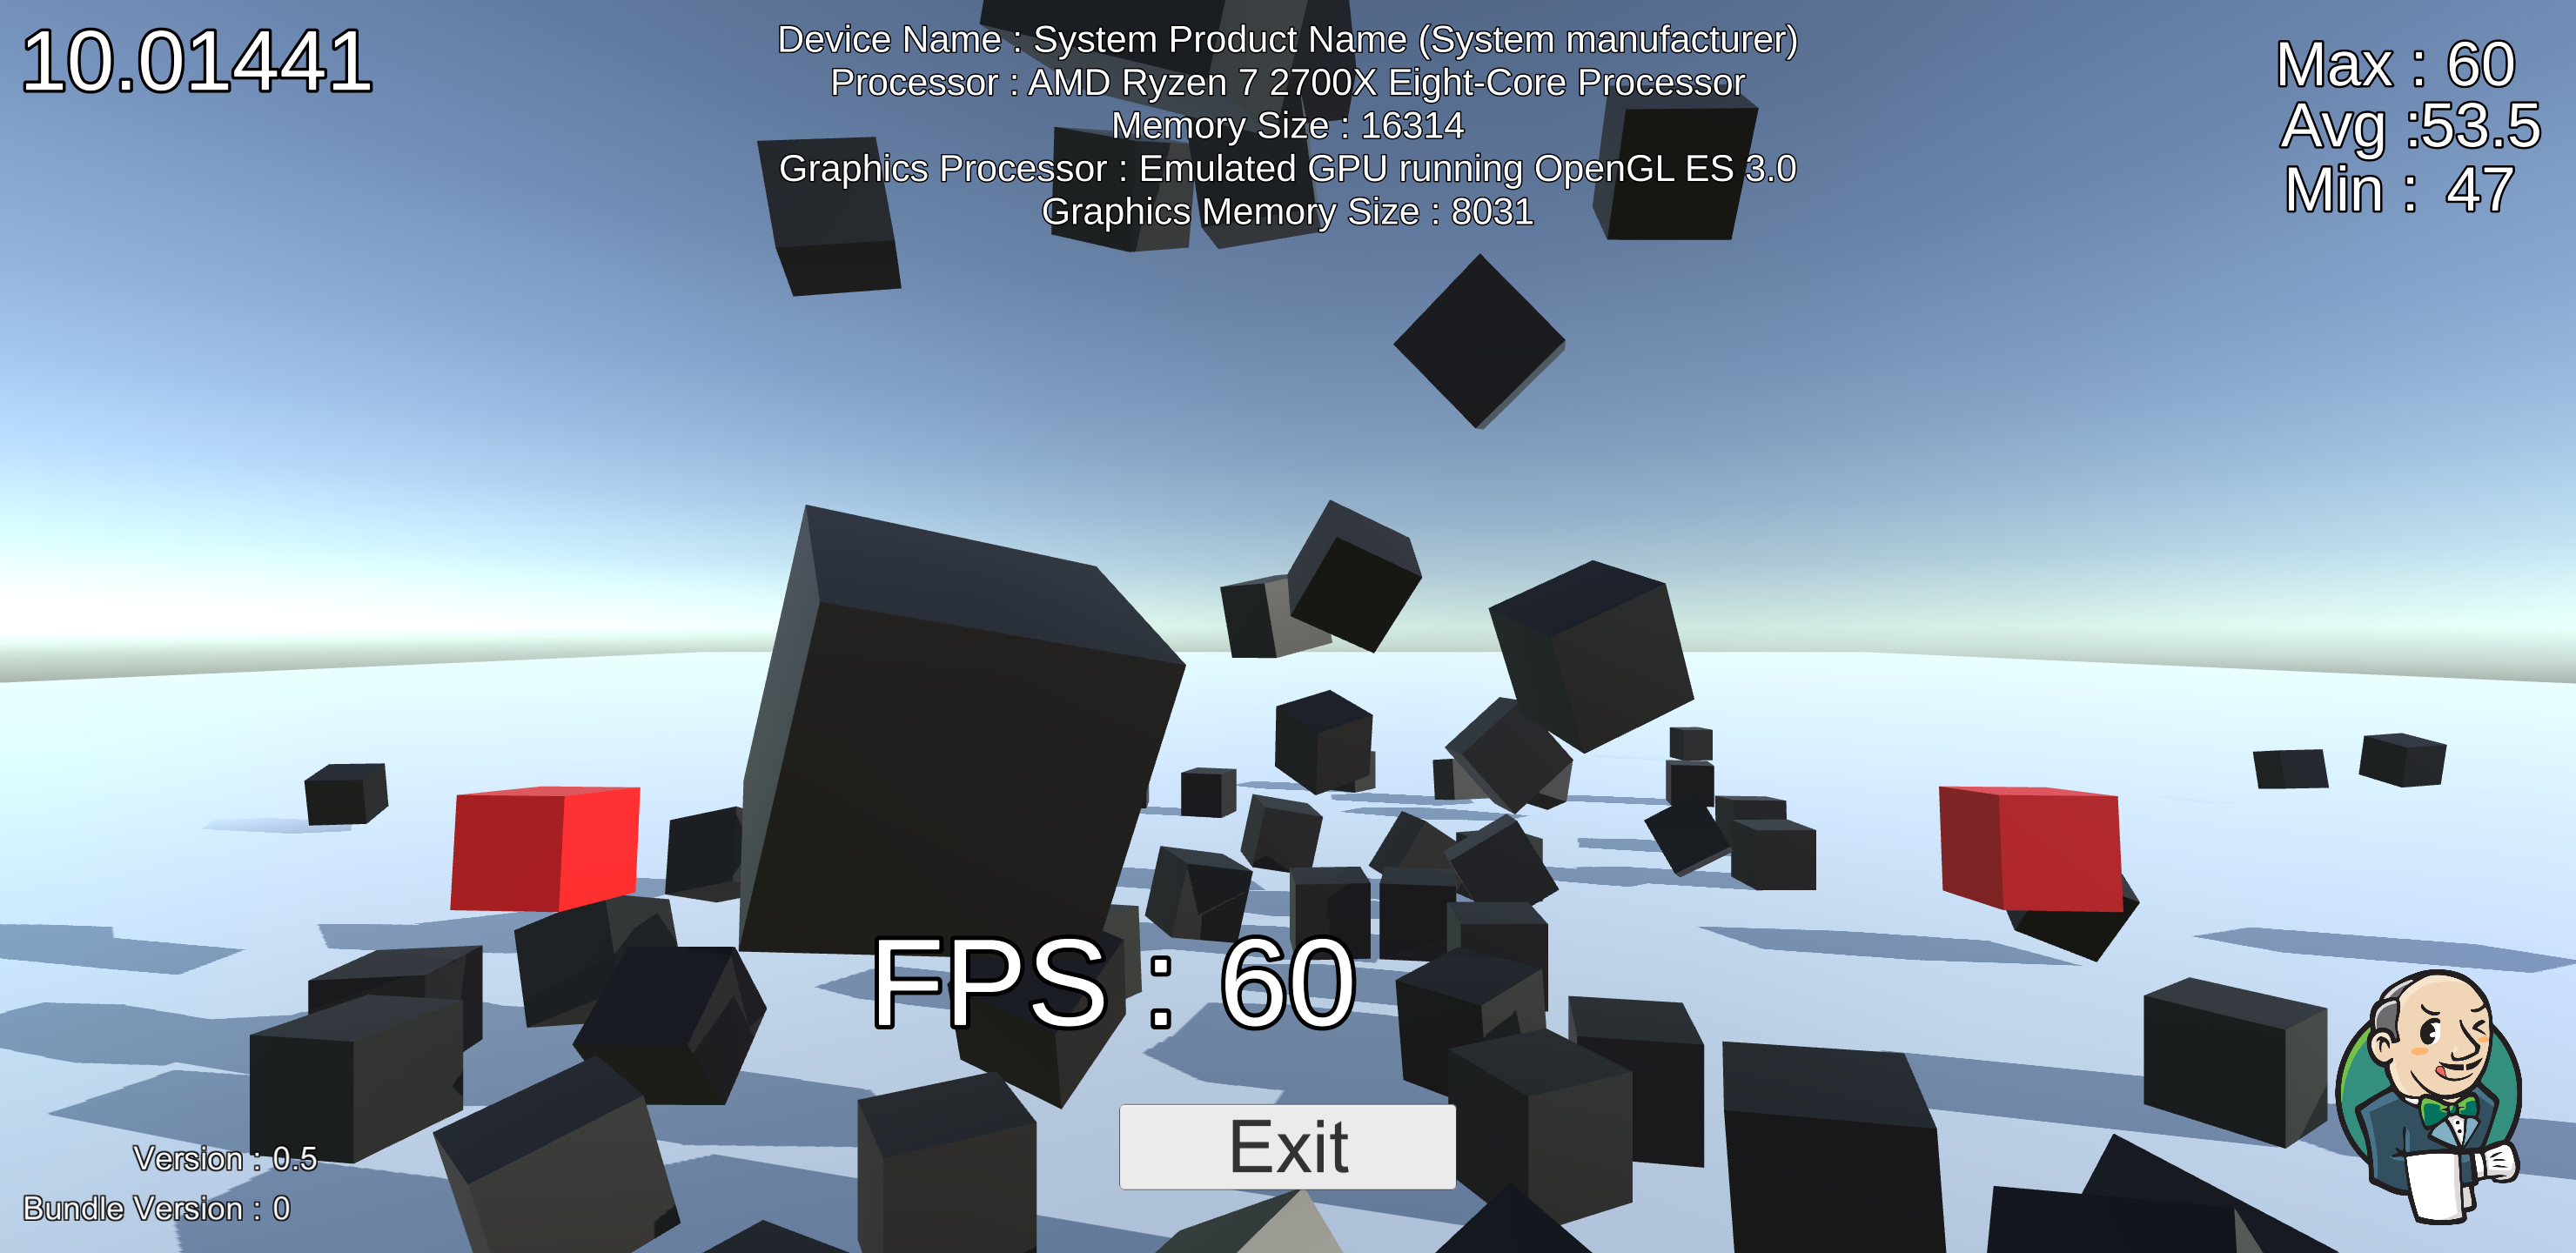 10.01441
Device Name : System Product Name (System manufacturer)
Processor : AMD Ryzen 7 2700X Eight-Core Processor
Memory Size : 16314
Graphics Processor : Emulated GPU running OpenGL ES 3.0
Graphics Memory Size : 8031
Max : 60
Avg :53.5
Min : 47
FPS : 60
Exit
Version : 0.5
Bundle Version : 0